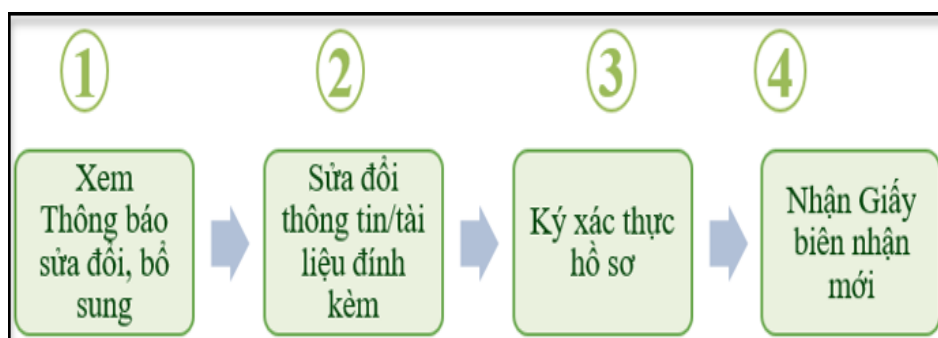 1
2
3
4
Xem
Thông báo
sửa đổi, bổ
sung
Sửa đổi
thông tin/tài
liệu đính
kèm
Ký xác thực
hồ sơ
Nhận Giấy
biên nhận
mới